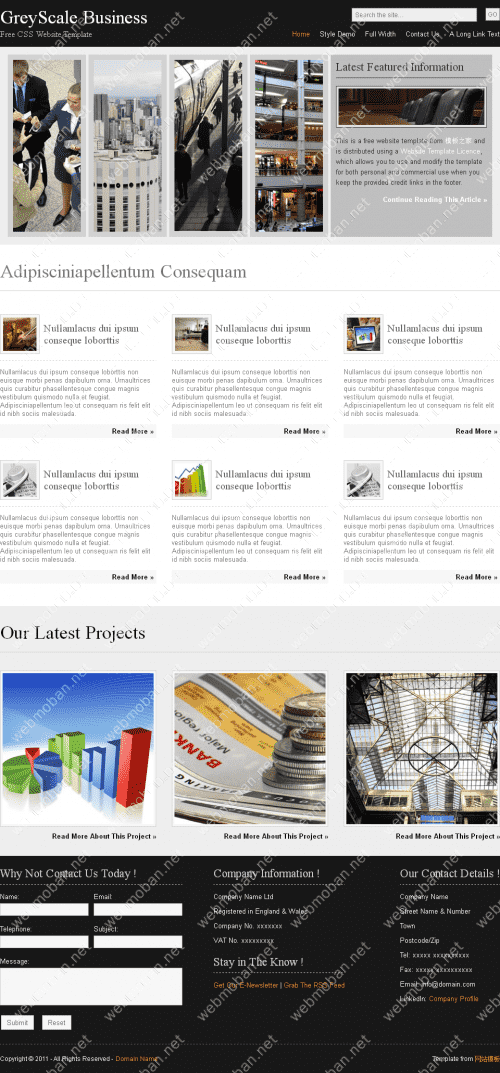 GreyScale Business
Free CSS Website Template
Search the site...
GO
Home Style Demo Full Width Contact Us - A Long Link Text
Latest Featured Information
This is a free website template from 模板之家 and
is distributed using a Website Template Licence,
which allows you to use and modify the template
for both personal and commercial use when you
keep the provided credit links in the footer.
Continue Reading This Article »
Adipisciniapellentum Consequam
Nullamlacus dui ipsum
conseque loborttis
Nullamlacus dui ipsum conseque loborttis non
euisque morbi penas dapibulum orna. Urnaultrices
quis curabitur phasellentesque congue magnis
vestibulum quismodo nulla et feugiat.
Adipisciniapellentum leo ut consequam ris felit elit
id nibh sociis malesuada.
Read More »
Nullamlacus dui ipsum
conseque loborttis
Nullamlacus dui ipsum conseque loborttis non
euisque morbi penas dapibulum orna. Urnaultrices
quis curabitur phasellentesque congue magnis
vestibulum quismodo nulla et feugiat.
Adipisciniapellentum leo ut consequam ris felit elit
id nibh sociis malesuada.
Read More »
Nullamlacus dui ipsum
conseque loborttis
Nullamlacus dui ipsum conseque loborttis non
euisque morbi penas dapibulum orna. Urnaultrices
quis curabitur phasellentesque congue magnis
vestibulum quismodo nulla et feugiat.
Adipisciniapellentum leo ut consequam ris felit elit
id nibh sociis malesuada.
Read More »
Nullamlacus dui ipsum
conseque loborttis
Nullamlacus dui ipsum conseque loborttis non
euisque morbi penas dapibulum orna. Urnaultrices
quis curabitur phasellentesque congue magnis
vestibulum quismodo nulla et feugiat.
Adipisciniapellentum leo ut consequam ris felit elit
id nibh sociis malesuada.
Read More »
Nullamlacus dui ipsum
conseque loborttis
Nullamlacus dui ipsum conseque loborttis non
euisque morbi penas dapibulum orna. Urnaultrices
quis curabitur phasellentesque congue magnis
vestibulum quismodo nulla et feugiat.
Adipisciniapellentum leo ut consequam ris felit elit
id nibh sociis malesuada.
Read More »
Nullamlacus dui ipsum
conseque loborttis
Nullamlacus dui ipsum conseque loborttis non
euisque morbi penas dapibulum orna. Urnaultrices
quis curabitur phasellentesque congue magnis
vestibulum quismodo nulla et feugiat.
Adipisciniapellentum leo ut consequam ris felit elit
id nibh sociis malesuada.
Read More »
Our Latest Projects
Major region
BANK
BANKING
Read More About This Project »
Read More About This Project »
Read More About This Project »
Why Not Contact Us Today !
Name:
Email:
Telephone:
Subject:
Message:
Submit
Reset
Company Information !
Company Name Ltd
Registered in England & Wales
Company No. xxxxxxx
VAT No. xxxxxxxxx
Stay in The Know !
Get Our E-Newsletter | Grab The RSS Feed
Our Contact Details !
Company Name
Street Name & Number
Town
Postcode/Zip
Tel: xxxxx xxxxxxxxxx
Fax: xxxxx xxxxxxxxxx
Email: info@domain.com
LinkedIn: Company Profile
Copyright © 2011 - All Rights Reserved - Domain Name
Template from 网站模板
webmoban.net